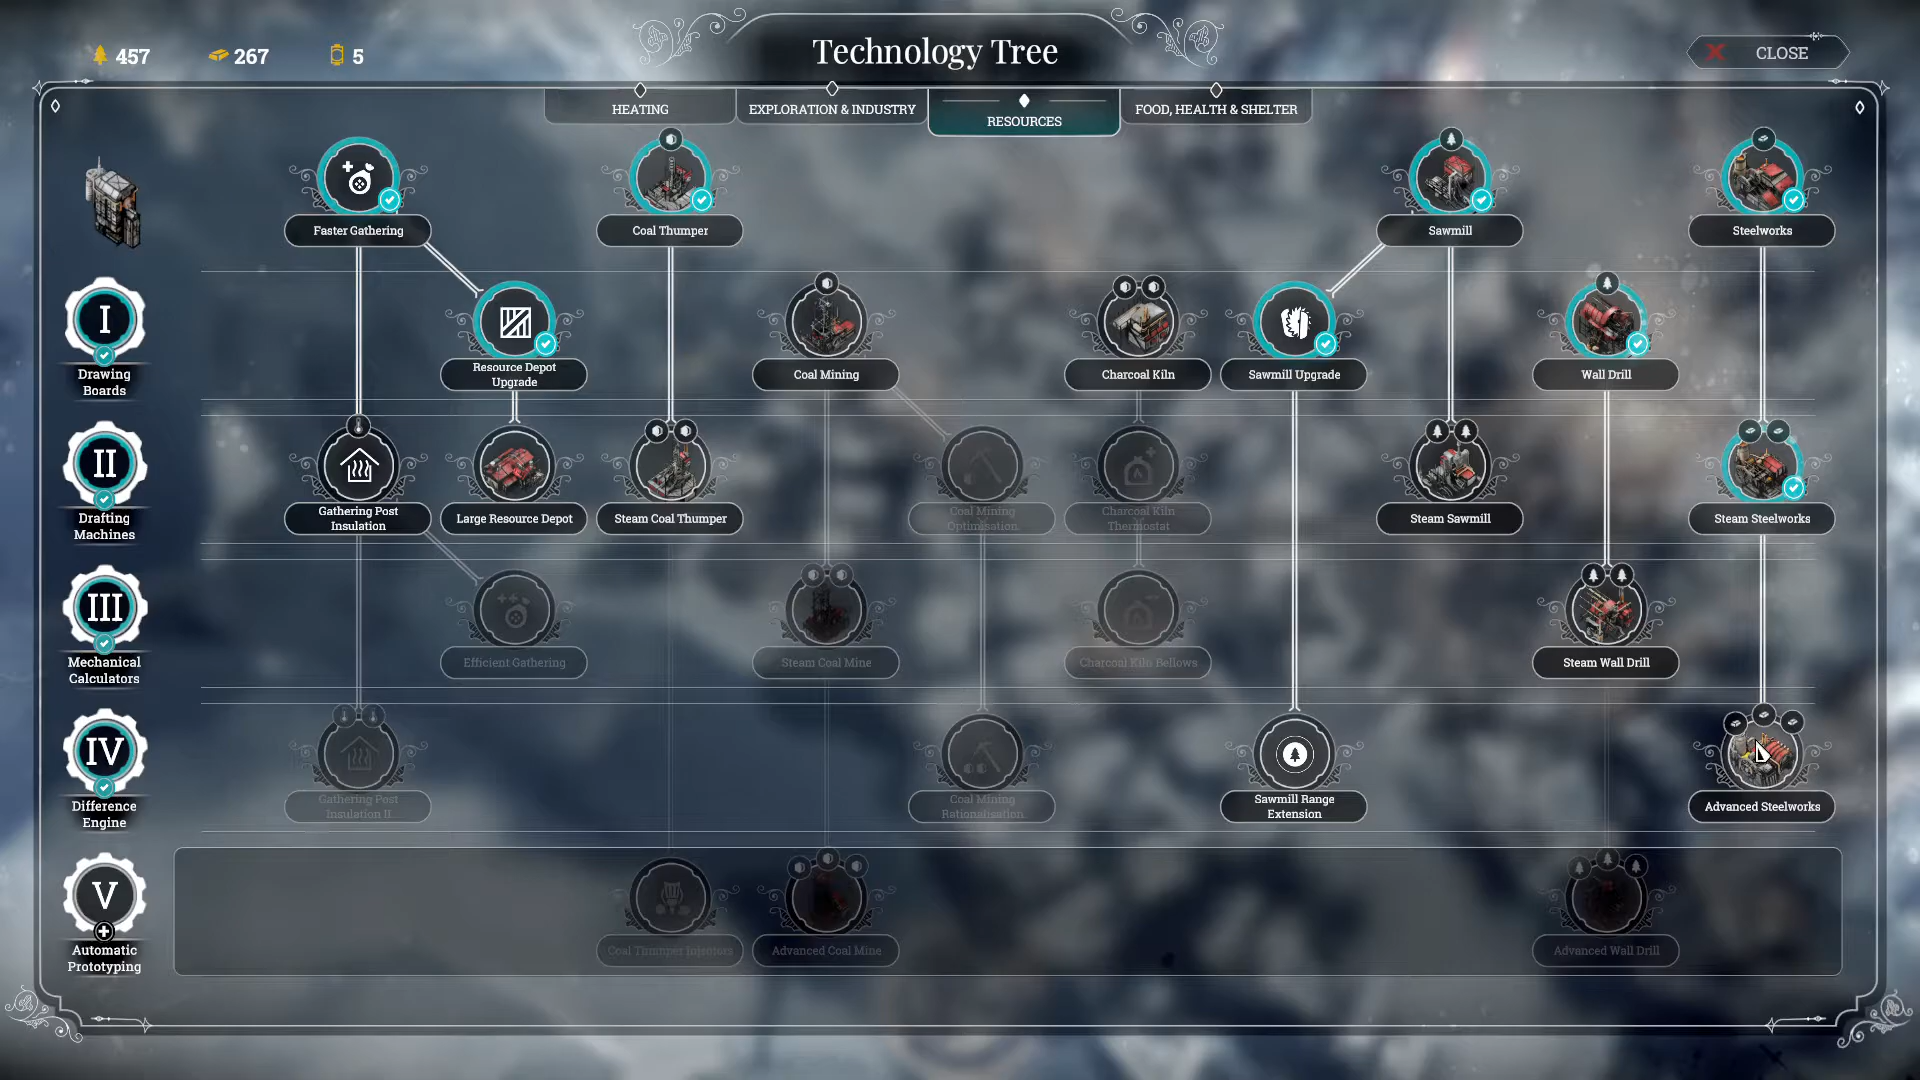 Technology Tree
457
267
5
CLOSE
HEATING
EXPLORATION & INDUSTRY
RESOURCES
FOOD, HEALTH & SHELTER
Faster Gathering
Coal Thumper
Sawmill
Steelworks
I
Drawing
Boards
Resource Depot
Upgrade
Coal Mining
Charcoal Kiln
Sawmill Upgrade
Wall Drill
II
Drafting
Machines
Gathering Post
Insulation
Large Resource Depot
Steam Coal Thumper
Coal Mining
Optimisation
Charcoal Kiln
Thermostat
Steam Sawmill
Steam Steelworks
III
Mechanical
Calculators
Efficient Gathering
Steam Coal Mine
Charcoal Kiln Bellows
Steam Wall Drill
IV
Difference
Engine
Gathering Post
Insulation II
Coal Mining
Rationalisation
Sawmill Range
Extension
Advanced Steelworks
V
Automatic
Prototyping
Coal Thumper Injectors
Advanced Coal Mine
Advanced Wall Drill